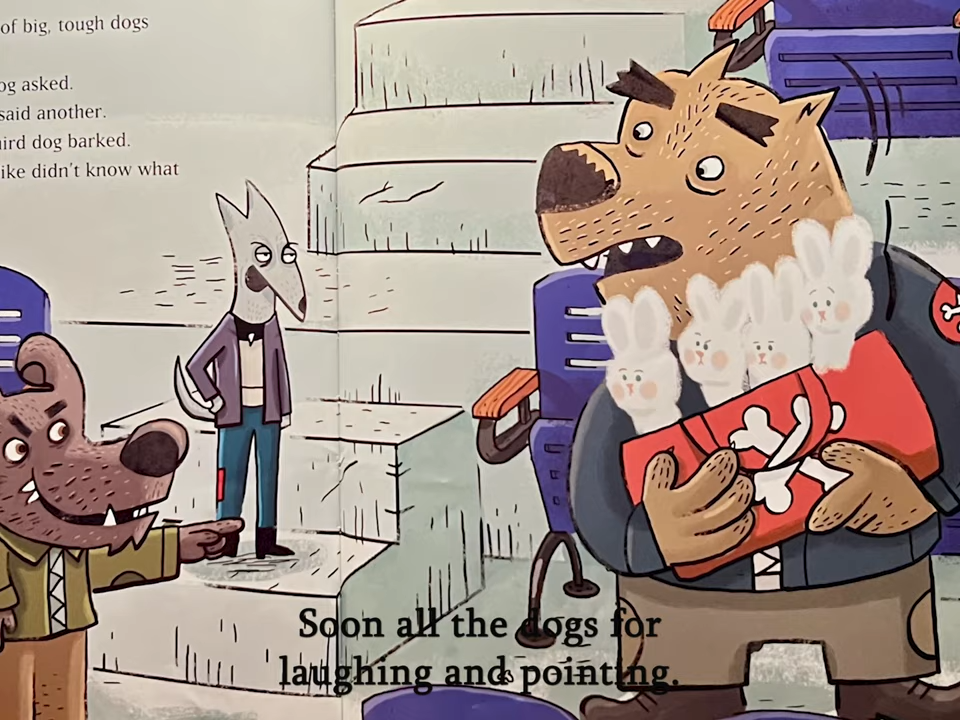 of big, tough dogs
og asked.
said another.
ird dog barked.
ike didn't know what
Soon all the dogs for
laughing and pointing.